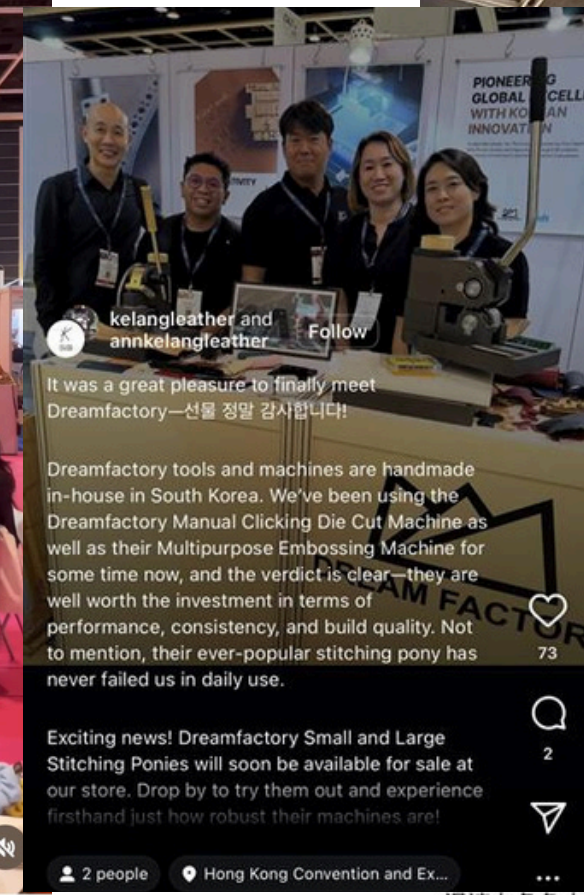 PIONEERING
GLOBAL EXCELL
WITH KOREAN
INNOVATION
kelangleather and
annkelangleather
Follow
It was a great pleasure to finally meet
Dreamfactory—선물 정말 감사합니다!
Dreamfactory tools and machines are handmade
in-house in South Korea. We've been using the
Dreamfactory Manual Clicking Die Cut Machine as
well as their Multipurpose Embossing Machine for
some time now, and the verdict is clear—they are
well worth the investment in terms of
performance, consistency, and build quality. Not
to mention, their ever-popular stitching pony has
never failed us in daily use.
DREAM FACTOR
73
Exciting news! Dreamfactory Small and Large
Stitching Ponies will soon be available for sale at
our store. Drop by to try them out and experience
firsthand just how robust their machines are!
2
2 people
Hong Kong Convention and Ex...